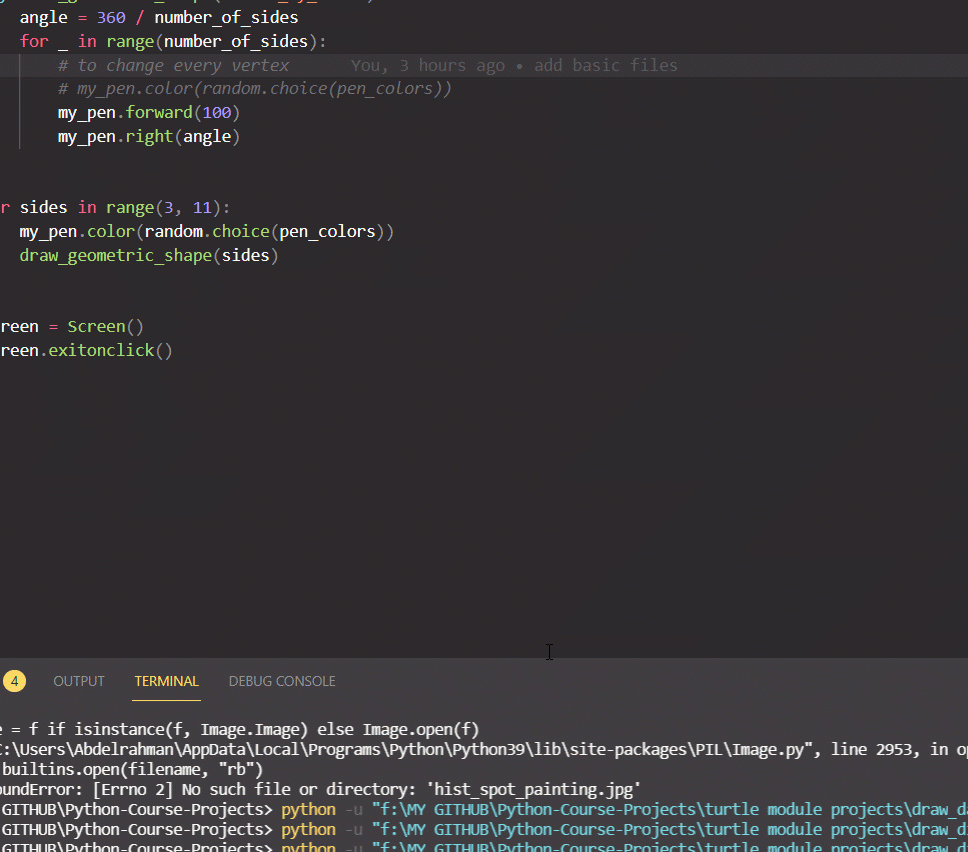 angle = 360 / number_of_sides
for _ in range(number_of_sides):
# to change every vertex You, 3 hours ago • add basic files
# my_pen.color(random.choice(pen_colors))
my_pen.forward(100)
my_pen.right(angle)
r sides in range(3, 11):
my_pen.color(random.choice(pen_colors))
draw_geometric_shape(sides)
reen = Screen()
reen.exitonclick()
4 OUTPUT TERMINAL DEBUG CONSOLE
e = f if isinstance(f, Image.Image) else Image.open(f)
C:\Users\Abdelrahman\AppData\Local\Programs\Python\Python39\lib\site-packages\PIL\Image.py", line 2953, in op
builtins.open(filename, "rb")
oundError: [Errno 2] No such file or directory: 'hist_spot_painting.jpg'
GITHUB\Python-Course-Projects> python -u "f:\MY GITHUB\Python-Course-Projects\turtle module projects\draw_da
GITHUB\Python-Course-Projects> python -u "f:\MY GITHUB\Python-Course-Projects\turtle module projects\draw_di
GITHUB\Python-Course-Projects> python -u "f:\MY GITHUB\Python-Course-Projects\turtle module projects\draw_di